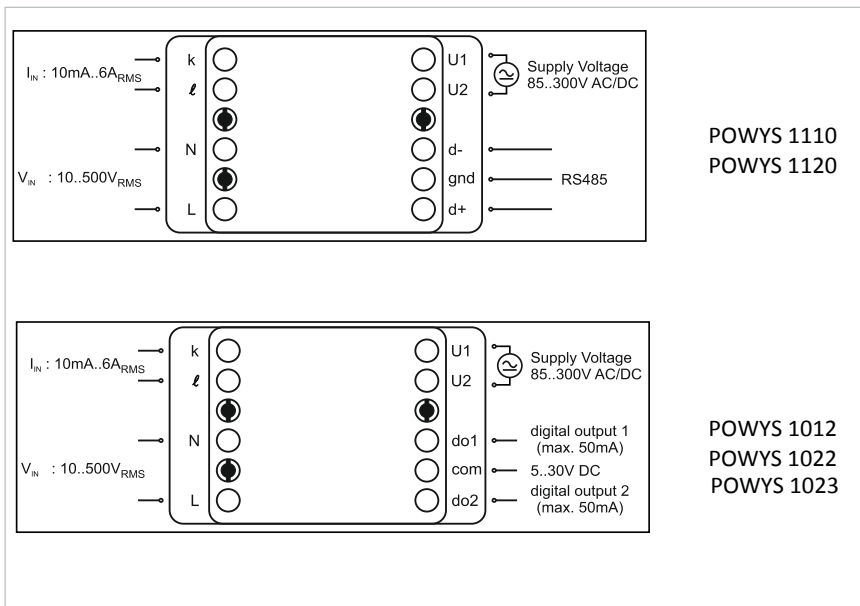 k
U1
I_IN : 10mA..6A_RMS
Supply Voltage
85..300V AC/DC
ℓ
U2
N
d-
V_IN : 10..500V_RMS
gnd
RS485
L
d+
POWYS 1110
POWYS 1120
k
U1
I_IN : 10mA..6A_RMS
Supply Voltage
85..300V AC/DC
ℓ
U2
N
do1
digital output 1
(max. 50mA)
V_IN : 10..500V_RMS
com
5..30V DC
L
do2
digital output 2
(max. 50mA)
POWYS 1012
POWYS 1022
POWYS 1023